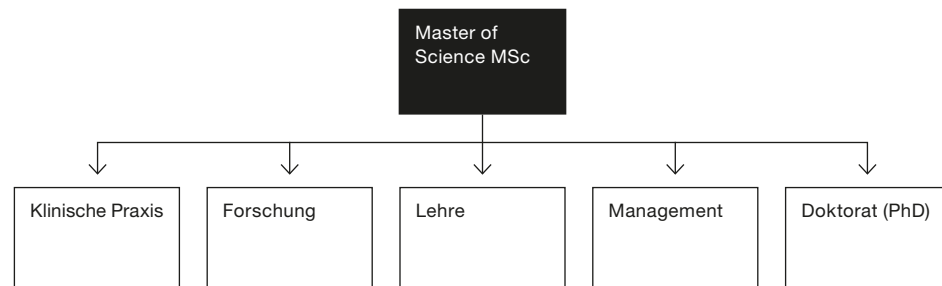 Master of
Science MSc
Klinische Praxis
Forschung
Lehre
Management
Doktorat (PhD)